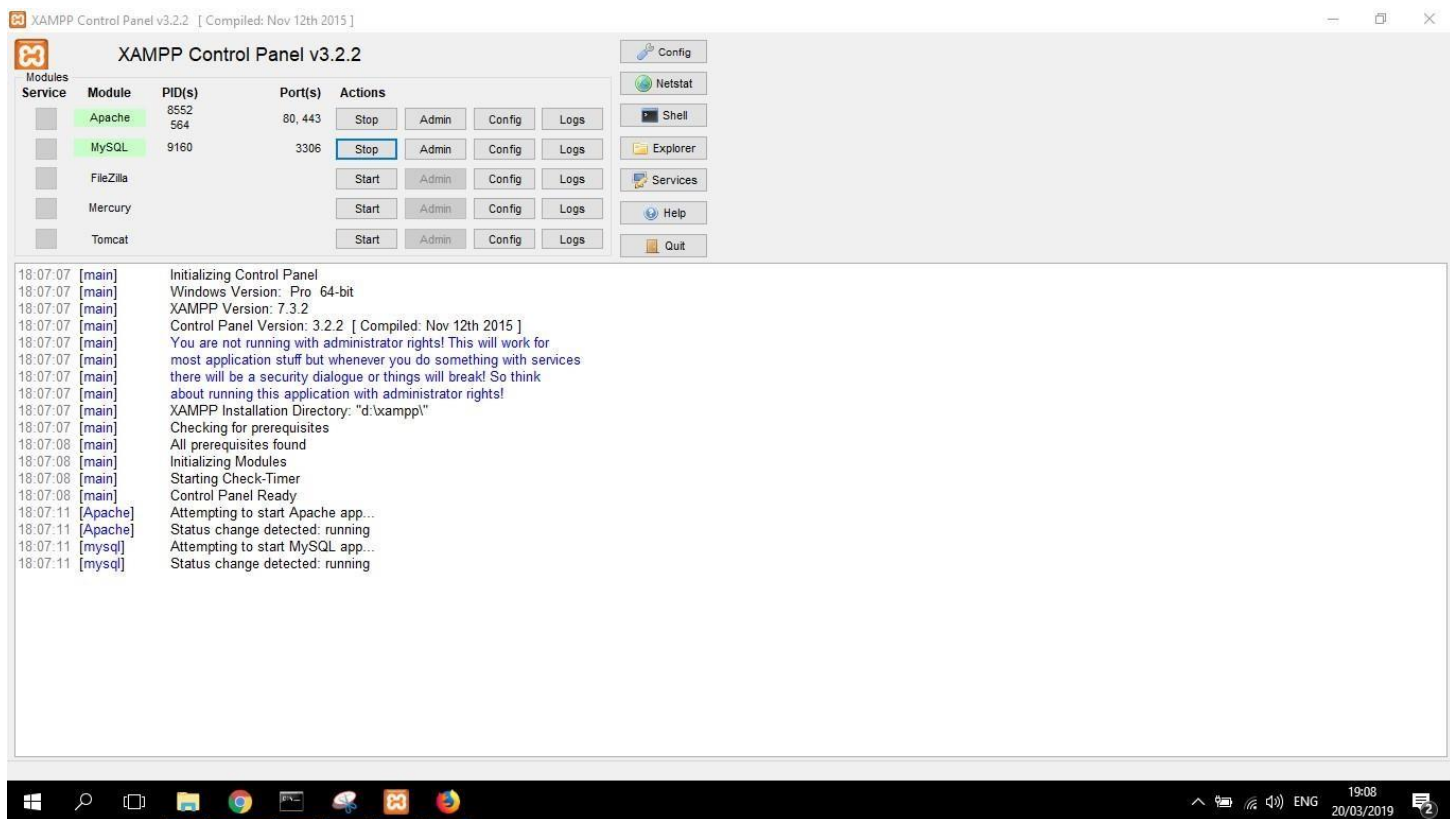 XAMPP Control Panel v3.2.2 [ Compiled: Nov 12th 2015 ]
XAMPP Control Panel v3.2.2
Config
Modules
Service Module PID(s) Port(s) Actions
Netstat
Apache 8552 564 80, 443 Stop Admin Config Logs
Shell
MySQL 9160 3306 Stop Admin Config Logs
Explorer
FileZilla Start Admin Config Logs
Services
Mercury Start Admin Config Logs
Help
Tomcat Start Admin Config Logs
Quit
18:07:07 [main] Initializing Control Panel
18:07:07 [main] Windows Version: Pro 64-bit
18:07:07 [main] XAMPP Version: 7.3.2
18:07:07 [main] Control Panel Version: 3.2.2 [ Compiled: Nov 12th 2015 ]
18:07:07 [main] You are not running with administrator rights! This will work for
18:07:07 [main] most application stuff but whenever you do something with services
18:07:07 [main] there will be a security dialogue or things will break! So think
18:07:07 [main] about running this application with administrator rights!
18:07:07 [main] XAMPP Installation Directory: "d:\xampp\"
18:07:07 [main] Checking for prerequisites
18:07:08 [main] All prerequisites found
18:07:08 [main] Initializing Modules
18:07:08 [main] Starting Check-Timer
18:07:08 [main] Control Panel Ready
18:07:11 [Apache] Attempting to start Apache app...
18:07:11 [Apache] Status change detected: running
18:07:11 [mysql] Attempting to start MySQL app...
18:07:11 [mysql] Status change detected: running
ENG
19:08
20/03/2019
2